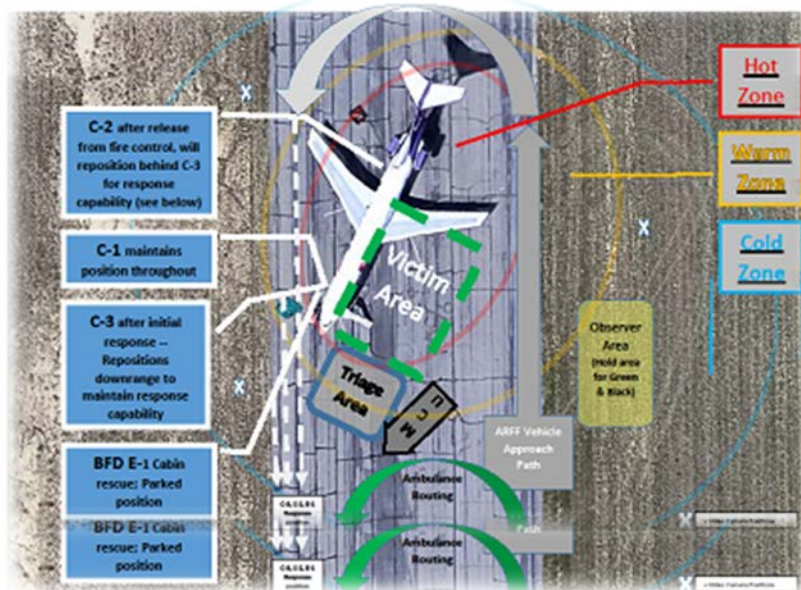 Hot
Zone
C-2 after release
from fire control, will
reposition behind C-3
for response
capability (see below)
Warm
Zona
C-1 maintains
position throughout
Cold
Zone
Victim
Area
C-3 after initial
response –
Repositions
downrange to
maintain response
capability
Observer
Area
(Hold area
for Green
& Black)
Triage
Area
U C M
ARFF Vehicle
Approach
Path
BFD E-1 Cabin
rescue; Parked
position
Ambulance
Routing
Response
BFD E-1 Cabin
rescue; Parked
position
Path
Ambulance
Routing
Response
X
X
X
X
X
X